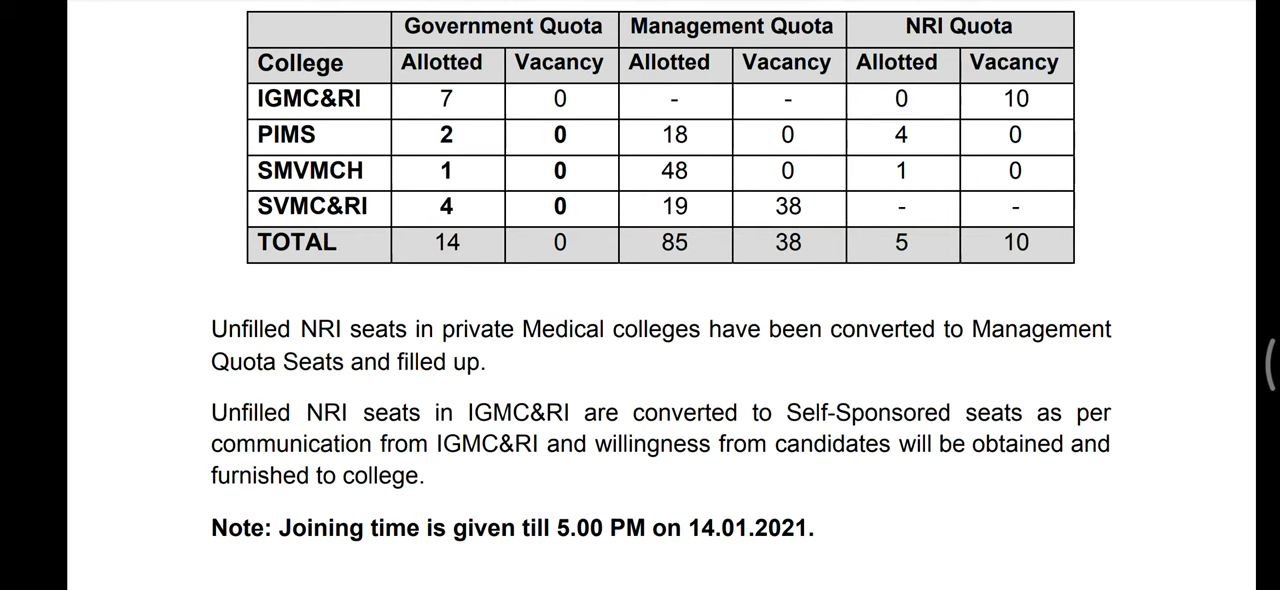 Government Quota Management Quota NRI Quota
College Allotted Vacancy Allotted Vacancy Allotted Vacancy
IGMC&RI 7 0 - - 0 10
PIMS 2 0 18 0 4 0
SMVMCH 1 0 48 0 1 0
SVMC&RI 4 0 19 38 - -
TOTAL 14 0 85 38 5 10
Unfilled NRI seats in private Medical colleges have been converted to Management
Quota Seats and filled up.
Unfilled NRI seats in IGMC&RI are converted to Self-Sponsored seats as per
communication from IGMC&RI and willingness from candidates will be obtained and
furnished to college.
Note: Joining time is given till 5.00 PM on 14.01.2021.